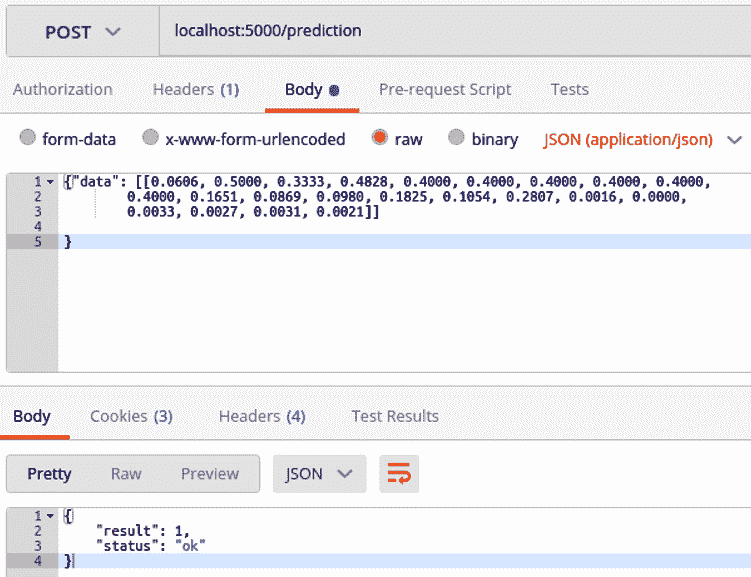 POST localhost:5000/prediction
Authorization Headers (1) Body Pre-request Script Tests
form-data x-www-form-urlencoded raw binary JSON (application/json)
1 {"data": [[0.0606, 0.5000, 0.3333, 0.4828, 0.4000, 0.4000, 0.4000, 0.4000, 0.4000,
2 0.4000, 0.1651, 0.0869, 0.0980, 0.1825, 0.1054, 0.2807, 0.0016, 0.0000,
3 0.0033, 0.0027, 0.0031, 0.0021]]
4
5 }
Body Cookies (3) Headers (4) Test Results
Pretty Raw Preview JSON
1 {
2 "result": 1,
3 "status": "ok"
4 }